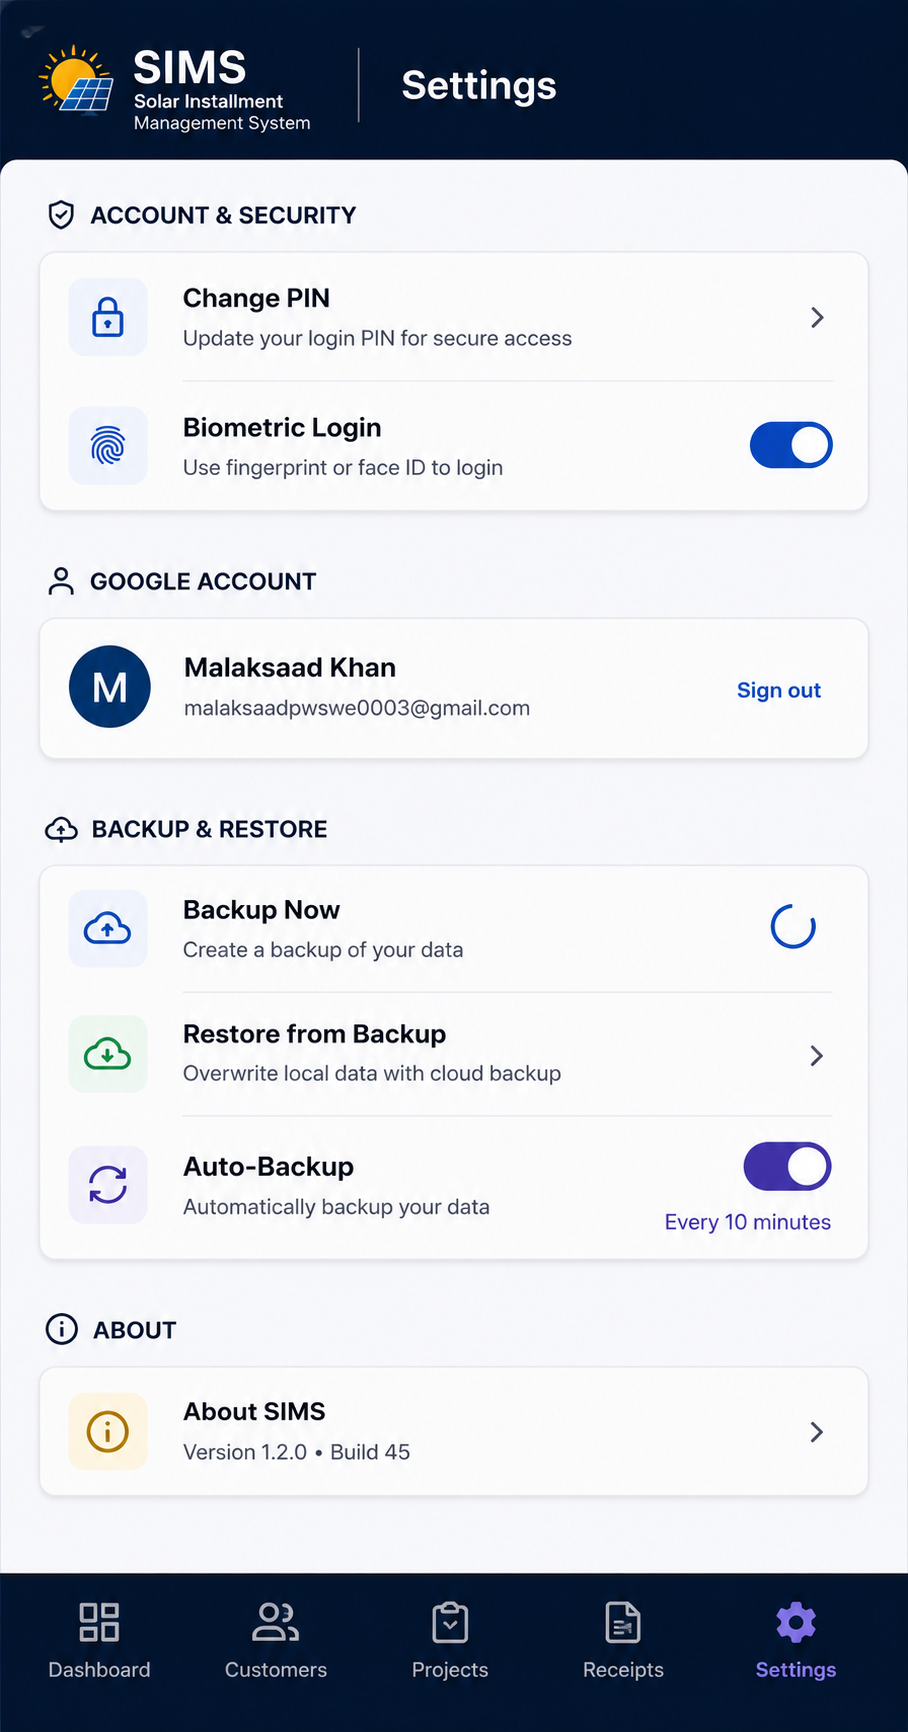 SIMS
Solar Installment
Management System
Settings
ACCOUNT & SECURITY
Change PIN
Update your login PIN for secure access
Biometric Login
Use fingerprint or face ID to login
GOOGLE ACCOUNT
M
Malaksaad Khan
malaksaadpwswe0003@gmail.com
Sign out
BACKUP & RESTORE
Backup Now
Create a backup of your data
Restore from Backup
Overwrite local data with cloud backup
Auto-Backup
Automatically backup your data
Every 10 minutes
ABOUT
About SIMS
Version 1.2.0 • Build 45
Dashboard
Customers
Projects
Receipts
Settings